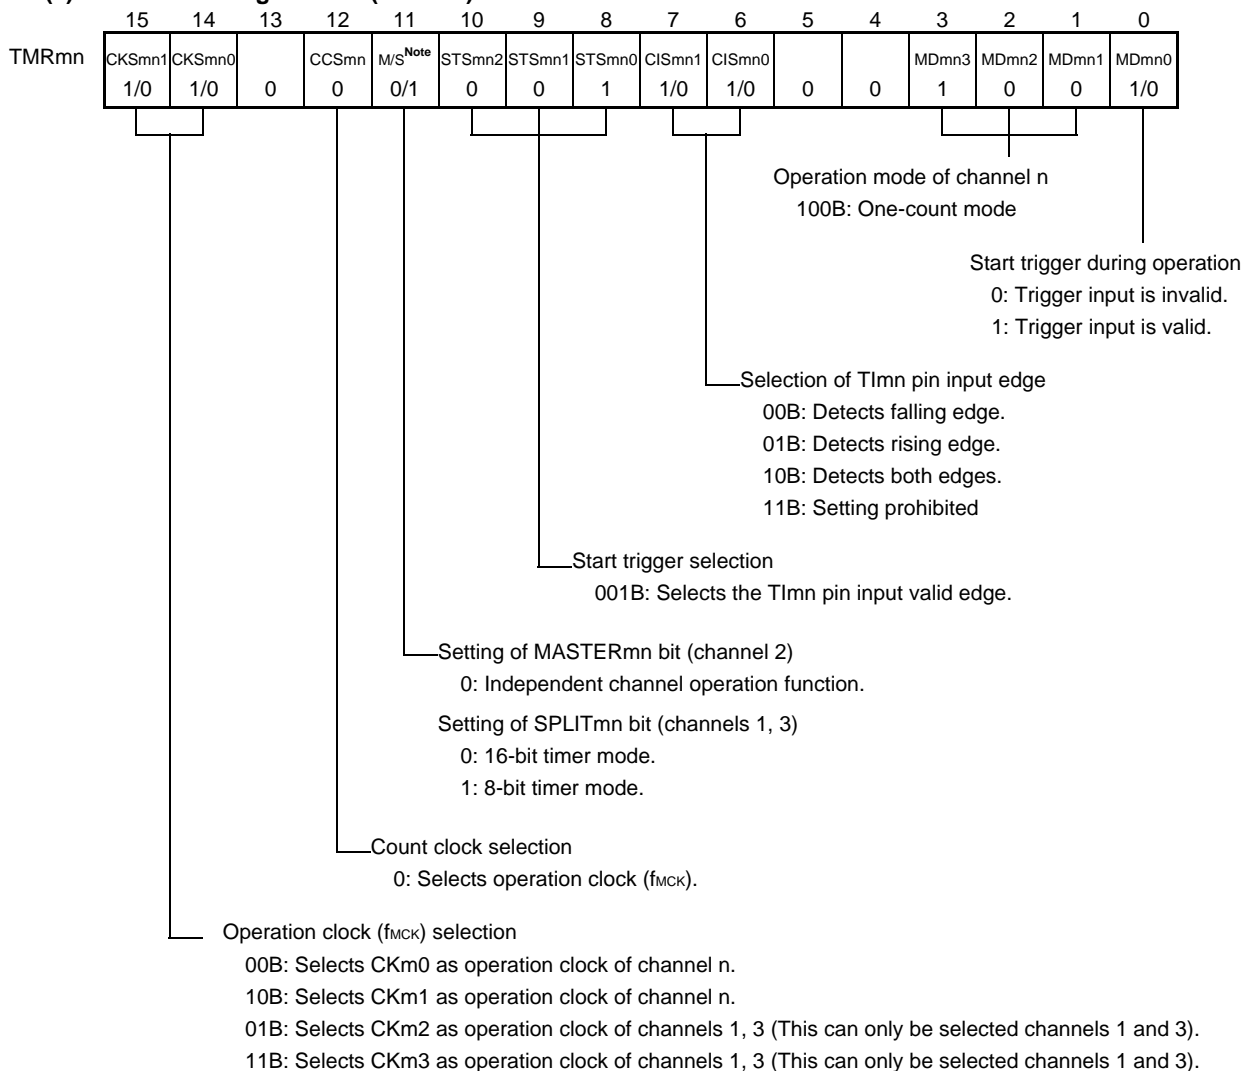 15 14 13 12 11 10 9 8 7 6 5 4 3 2 1 0
TMRmn CKSmn1 CKSmn0 CCSmn M/S Note STSmn2 STSmn1 STSmn0 CISmn1 CISmn0 MDmn3 MDmn2 MDmn1 MDmn0
1/0 1/0 0 0 0/1 0 0 1 1/0 1/0 0 0 1 0 0 1/0
Operation mode of channel n
100B: One-count mode
Start trigger during operation
0: Trigger input is invalid.
1: Trigger input is valid.
Selection of TImn pin input edge
00B: Detects falling edge.
01B: Detects rising edge.
10B: Detects both edges.
11B: Setting prohibited
Start trigger selection
001B: Selects the TImn pin input valid edge.
Setting of MASTERmn bit (channel 2)
0: Independent channel operation function.
Setting of SPLITmn bit (channels 1, 3)
0: 16-bit timer mode.
1: 8-bit timer mode.
Count clock selection
0: Selects operation clock (fMCK).
Operation clock (fMCK) selection
00B: Selects CKm0 as operation clock of channel n.
10B: Selects CKm1 as operation clock of channel n.
01B: Selects CKm2 as operation clock of channels 1, 3 (This can only be selected channels 1 and 3).
11B: Selects CKm3 as operation clock of channels 1, 3 (This can only be selected channels 1 and 3).